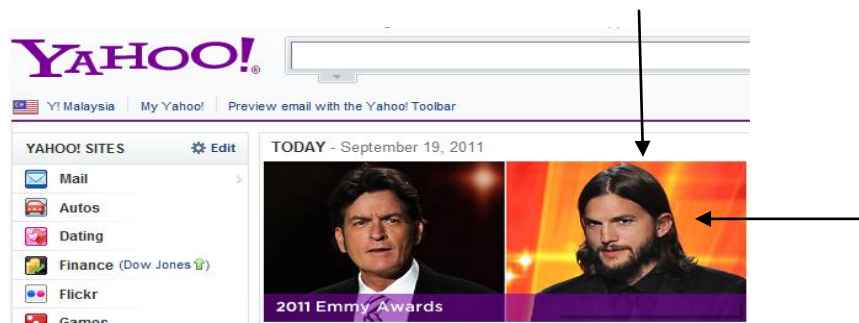 YAHOO!®
Y! Malaysia My Yahoo! Preview email with the Yahoo! Toolbar
YAHOO! SITES Edit
TODAY - September 19, 2011
Mail
Autos
Dating
Finance (Dow Jones⇧)
Flickr
Games
2011 Emmy Awards